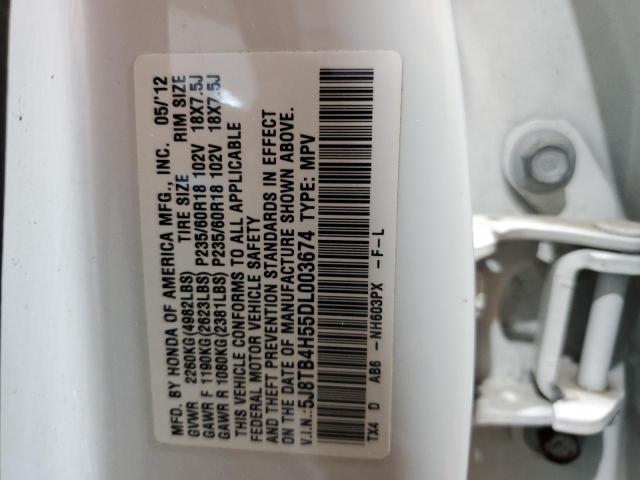 MFD. BY HONDA OF AMERICA MFG., INC. 05/'12
GVWR 2260KG(4982LBS) TIRE SIZE RIM SIZE
GAWR F 1190KG(2623LBS) P235/60R18 102V 18X7.5J
GAWR R 1080KG(2381LBS) P235/60R18 102V 18X7.5J
THIS VEHICLE CONFORMS TO ALL APPLICABLE
FEDERAL MOTOR VEHICLE SAFETY
AND THEFT PREVENTION STANDARDS IN EFFECT
ON THE DATE OF MANUFACTURE SHOWN ABOVE.
V.I.N.:5J8TB4H55DL003674 TYPE: MPV
TX4 D AB6 -NH603PX -F-L